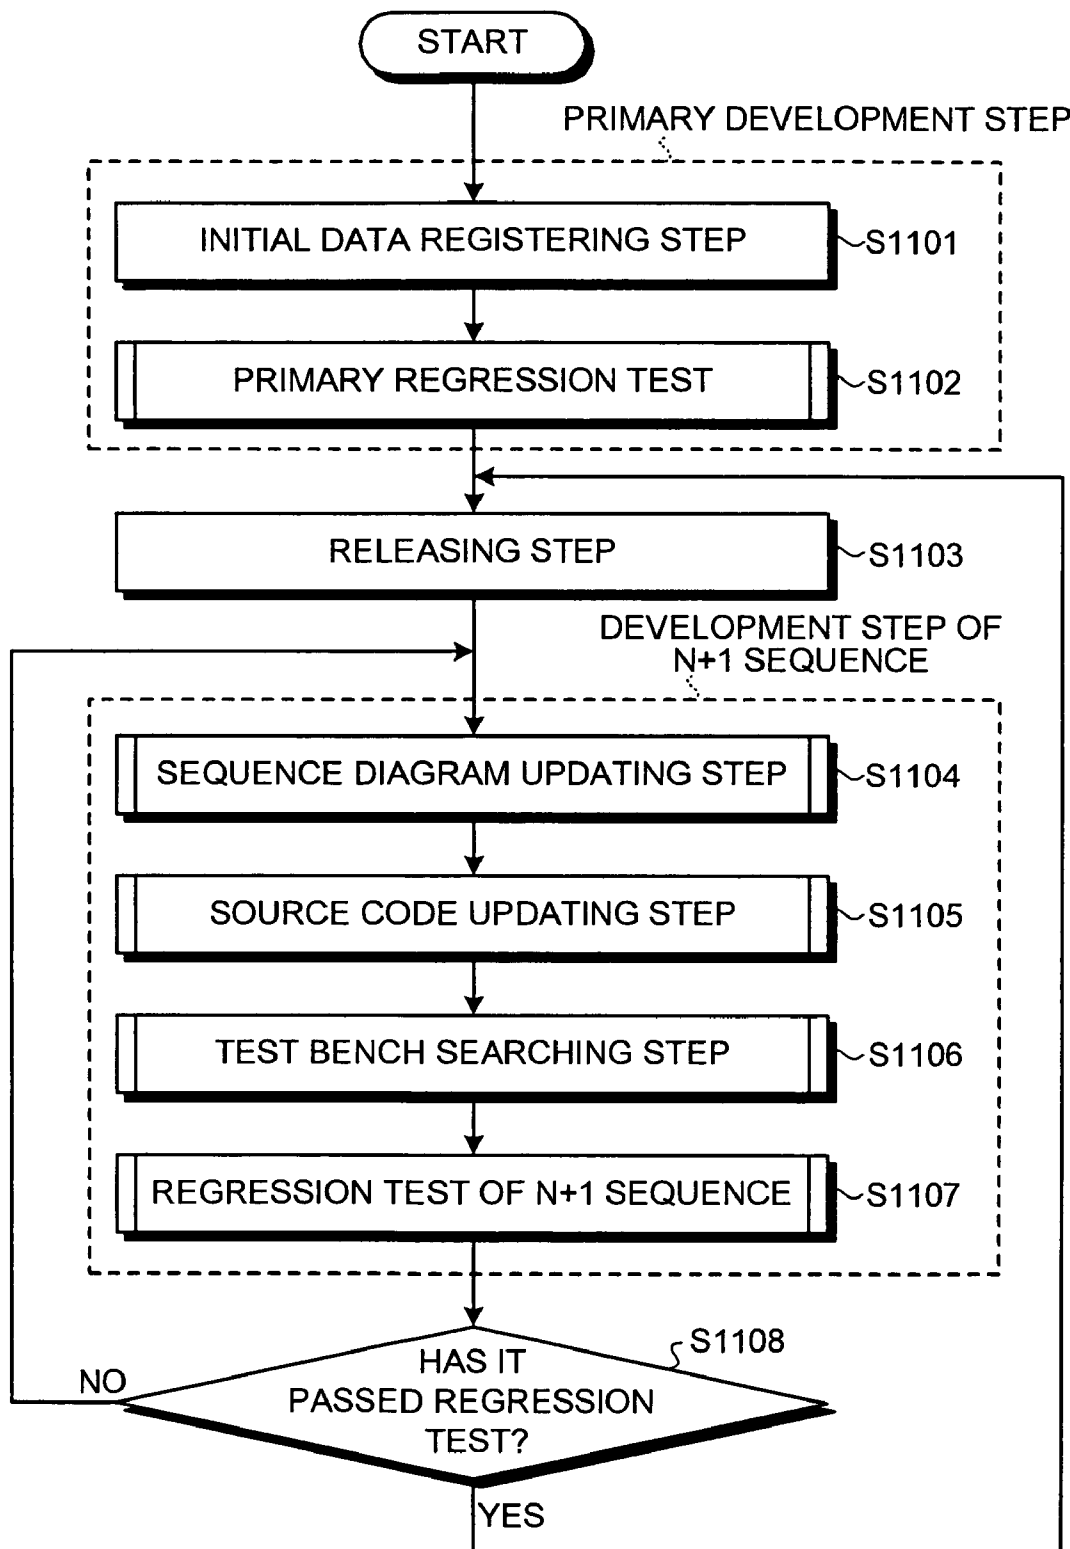 START
PRIMARY DEVELOPMENT STEP
INITIAL DATA REGISTERING STEP
S1101
PRIMARY REGRESSION TEST
S1102
RELEASING STEP
S1103
DEVELOPMENT STEP OF
N+1 SEQUENCE
SEQUENCE DIAGRAM UPDATING STEP
S1104
SOURCE CODE UPDATING STEP
S1105
TEST BENCH SEARCHING STEP
S1106
REGRESSION TEST OF N+1 SEQUENCE
S1107
S1108
HAS IT
PASSED REGRESSION
TEST?
NO
YES